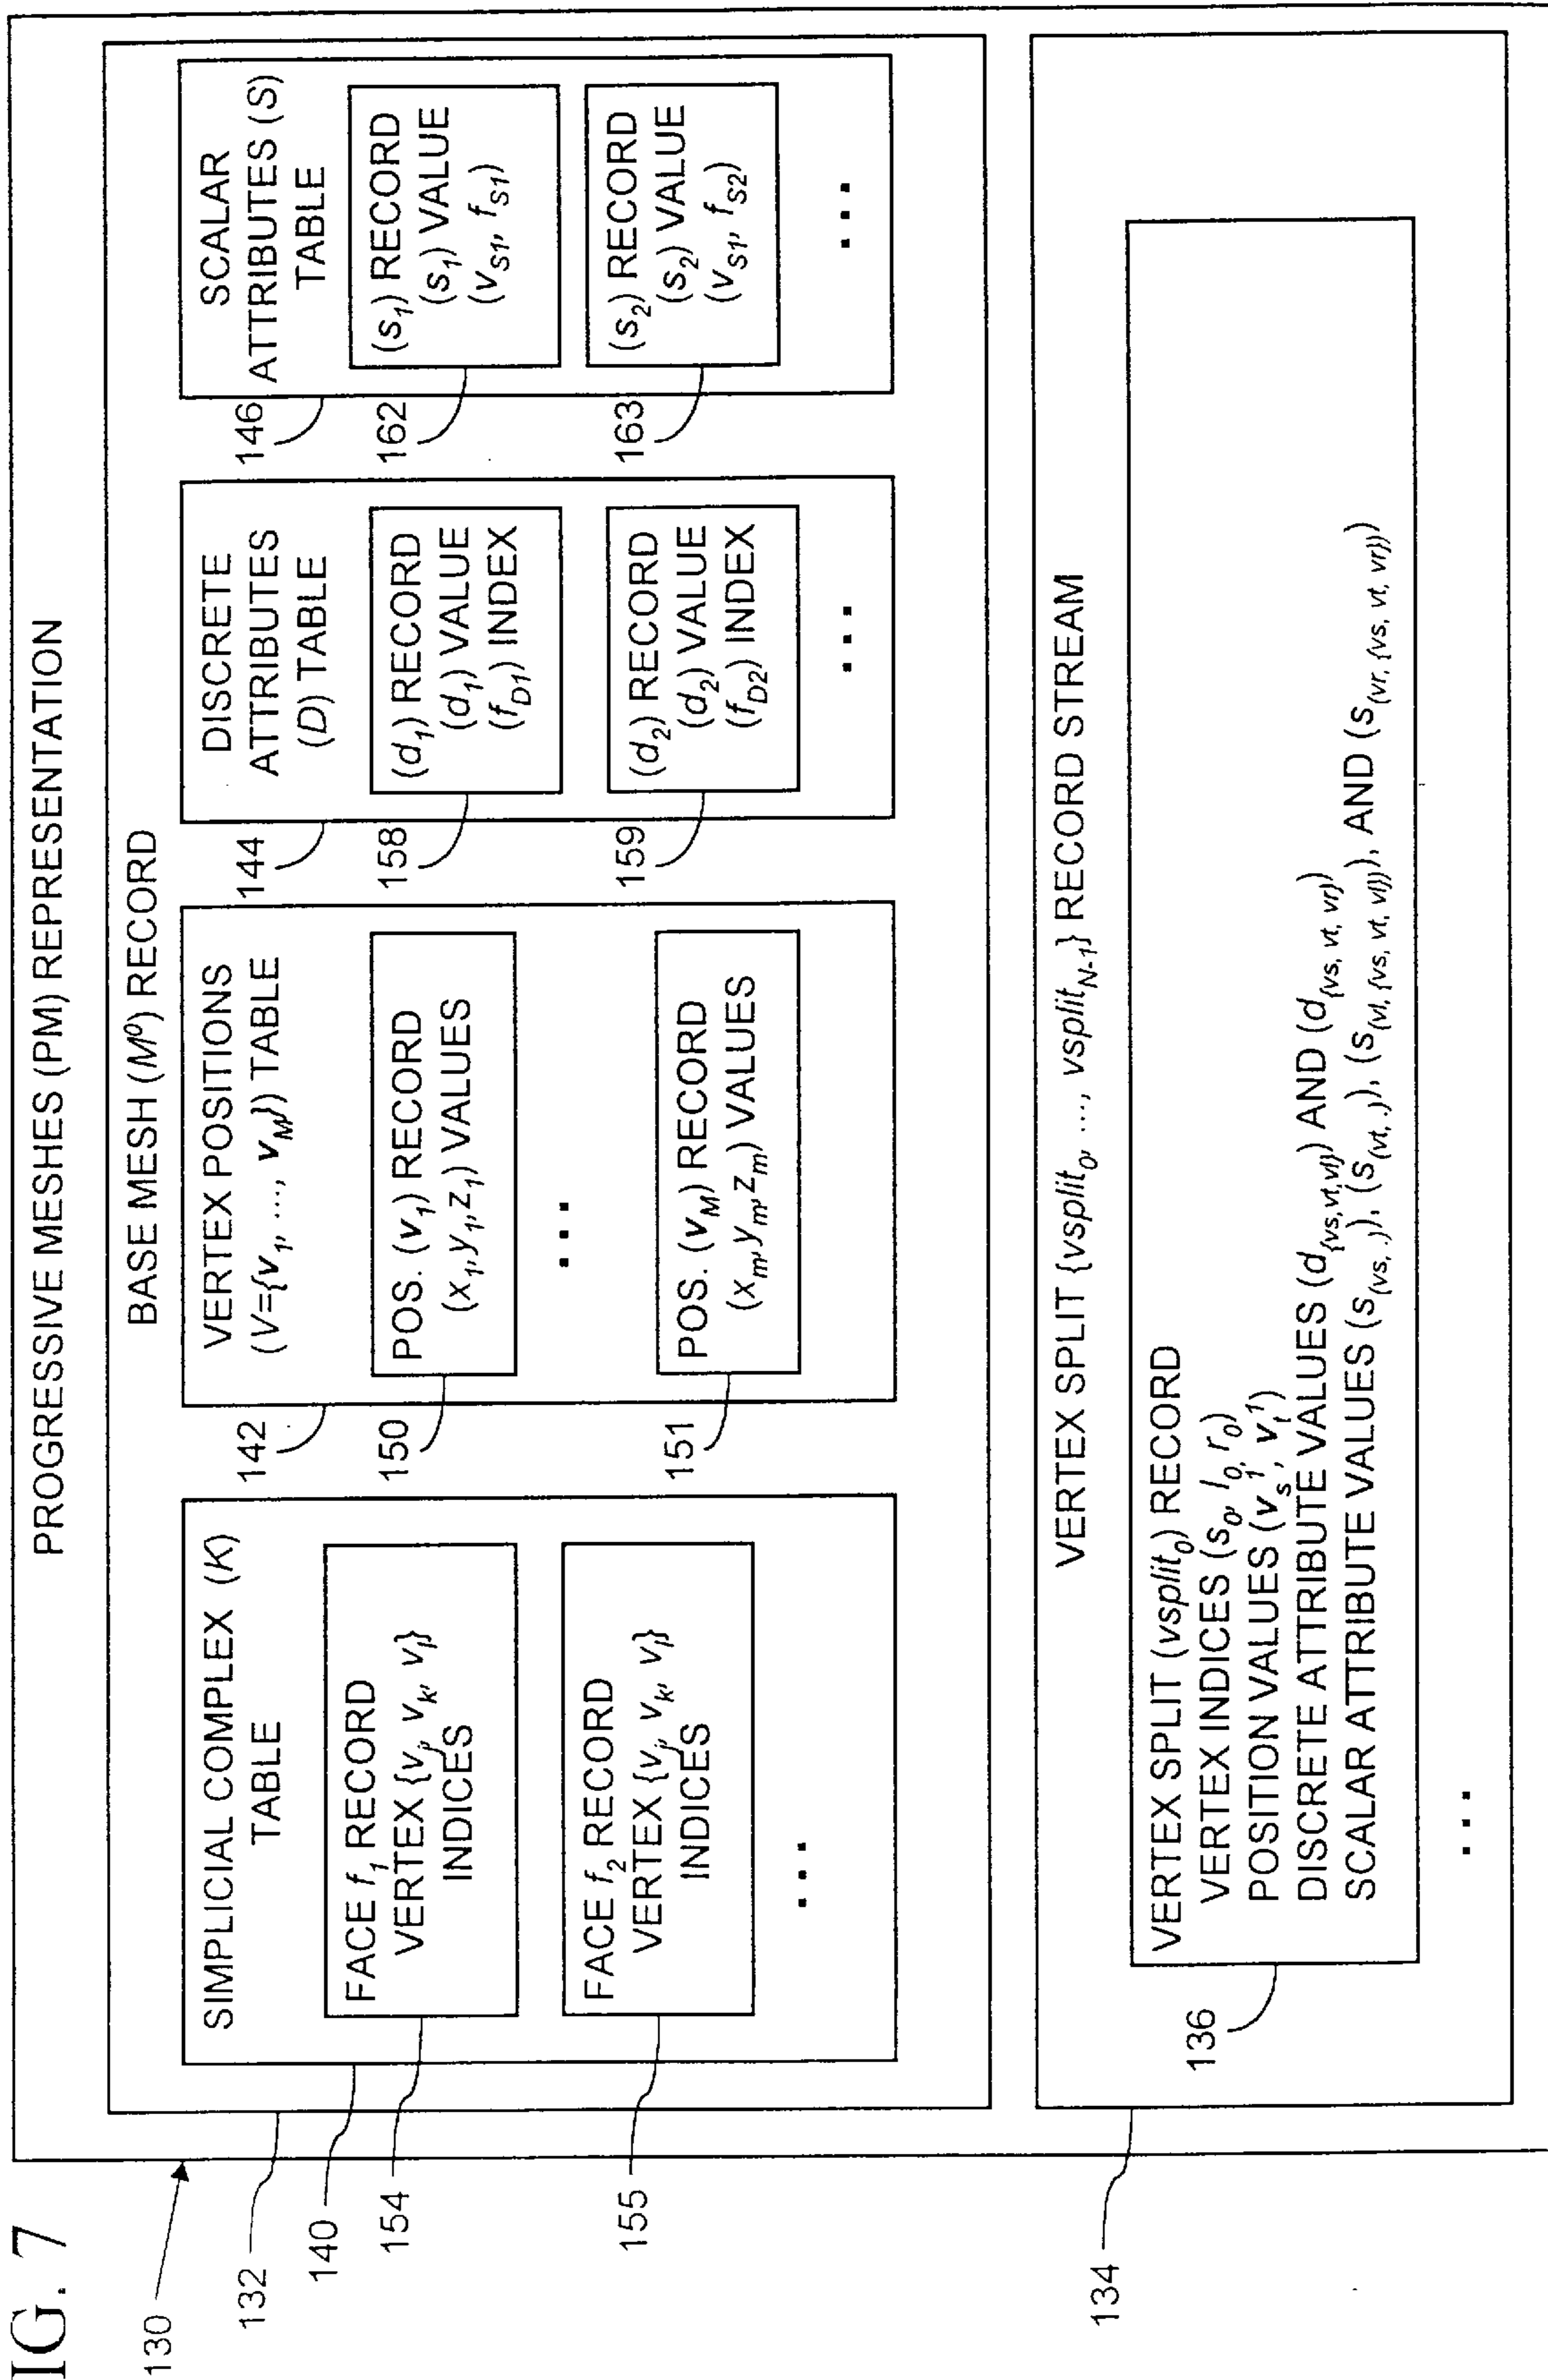 IG. 7
PROGRESSIVE MESHES (PM) REPRESENTATION
130
132
BASE MESH (M⁰) RECORD
140
SIMPLICIAL COMPLEX (K)
TABLE
154
FACE f₁ RECORD
VERTEX {vⱼ, vₖ, vₗ}
INDICES
155
FACE f₂ RECORD
VERTEX {vⱼ, vₖ, vₗ}
INDICES
...
142
VERTEX POSITIONS
(V={v₁, ..., v_M}) TABLE
150
POS. (v₁) RECORD
(x₁, y₁, z₁) VALUES
...
151
POS. (v_M) RECORD
(x_m, y_m, z_m) VALUES
144
DISCRETE
ATTRIBUTES
(D) TABLE
158
(d₁) RECORD
(d₁) VALUE
(f_D1) INDEX
159
(d₂) RECORD
(d₂) VALUE
(f_D2) INDEX
...
146
SCALAR
ATTRIBUTES (S)
TABLE
162
(s₁) RECORD
(s₁) VALUE
(v_S1, f_S1)
163
(s₂) RECORD
(s₂) VALUE
(v_S1, f_S2)
...
134
VERTEX SPLIT {vsplit₀, ..., vsplit_N-1} RECORD STREAM
136
VERTEX SPLIT (vsplit₀) RECORD
VERTEX INDICES (s₀, l₀, r₀)
POSITION VALUES (v_s¹, v_t¹)
DISCRETE ATTRIBUTE VALUES (d_{vs,vt,vl}) AND (d_{vs, vt, vr})
SCALAR ATTRIBUTE VALUES (s_(vs, .)), (s_(vt, .)), (s_(vl, {vs, vt, vl})), AND (s_(vr, {vs, vt, vr}))
...